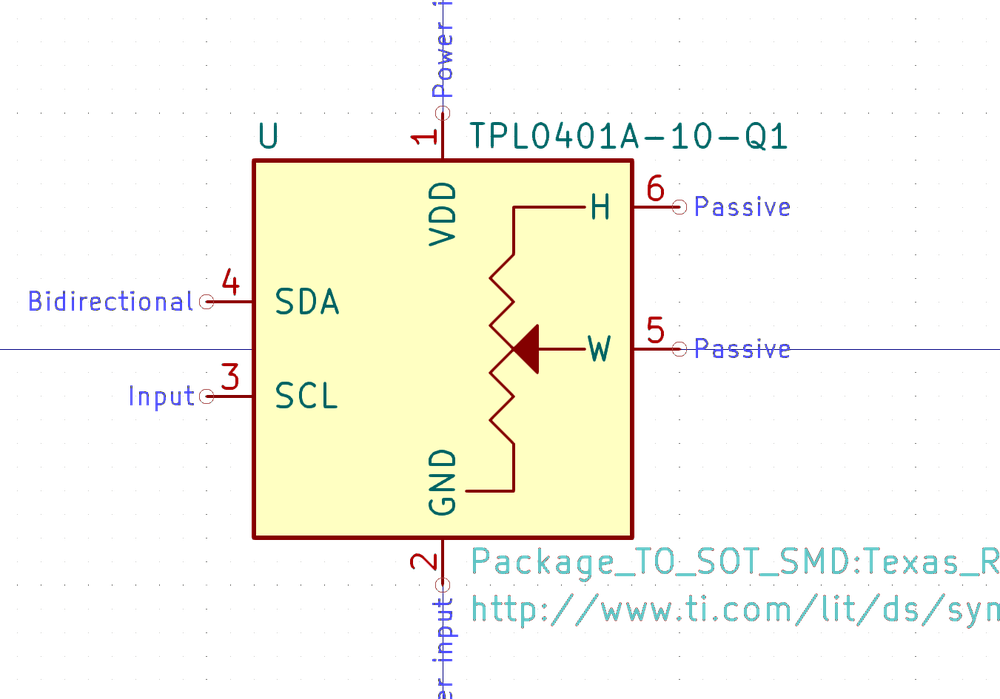 Power i
1
U
TPL0401A-10-Q1
VDD
H
6
Passive
Bidirectional
4
SDA
W
5
Passive
Input
3
SCL
GND
2
Package_TO_SOT_SMD:Texas_R
http://www.ti.com/lit/ds/sym
er input